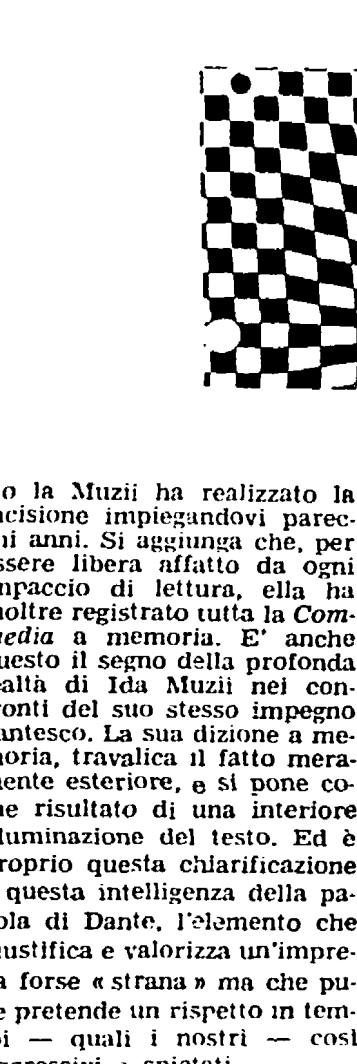 o la Muzii ha realizzato la
ncisione impiegandovi parec-
ni anni. Si aggiunga che, per
ssere libera affatto da ogni
mpaccio di lettura, ella ha
noltre registrato tutta la Com-
nedia a memoria. E' anche
uesto il segno della profonda
ealtà di Ida Muzii nei con-
ronti del suo stesso impegno
antesco. La sua dizione a me-
noria, travalica il fatto mera-
nente esteriore, e si pone co-
ne risultato di una interiore
lluminazione del testo. Ed è
roprio questa chiarificazione
questa intelligenza della pa-
ola di Dante, l'elemento che
iustifica e valorizza un'impre-
a forse « strana » ma che pu-
e pretende un rispetto in tem-
pi — quali i nostri — così